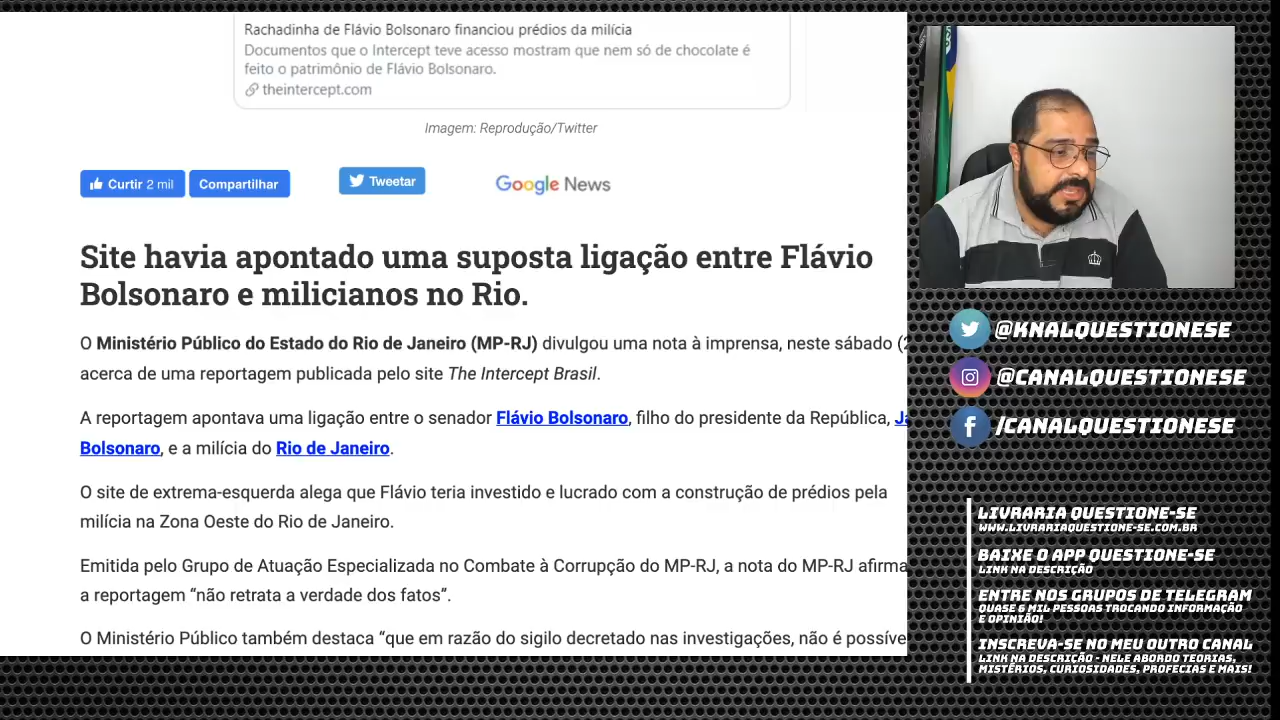 Rachadinha de Flávio Bolsonaro financiou prédios da milícia
Documentos que o Intercept teve acesso mostram que nem só de chocolate é
feito o patrimônio de Flávio Bolsonaro.
theintercept.com
Imagem: Reprodução/Twitter
Curtir 2 mil
Compartilhar
Tweetar
Google News
Site havia apontado uma suposta ligação entre Flávio
Bolsonaro e milicianos no Rio.
O Ministério Público do Estado do Rio de Janeiro (MP-RJ) divulgou uma nota à imprensa, neste sábado (2
acerca de uma reportagem publicada pelo site The Intercept Brasil.
A reportagem apontava uma ligação entre o senador Flávio Bolsonaro, filho do presidente da República, Ja
Bolsonaro, e a milícia do Rio de Janeiro.
O site de extrema-esquerda alega que Flávio teria investido e lucrado com a construção de prédios pela
milícia na Zona Oeste do Rio de Janeiro.
Emitida pelo Grupo de Atuação Especializada no Combate à Corrupção do MP-RJ, a nota do MP-RJ afirma
a reportagem “não retrata a verdade dos fatos”.
O Ministério Público também destaca “que em razão do sigilo decretado nas investigações, não é possíve
@KNALQUESTIONESE
@CANALQUESTIONESE
/CANALQUESTIONESE
LIVRARIA QUESTIONE-SE
WWW.LIVRARIAQUESTIONE-SE.COM.BR
BAIXE O APP QUESTIONE-SE
LINK NA DESCRIÇÃO
ENTRE NOS GRUPOS DE TELEGRAM
QUASE 6 MIL PESSOAS TROCANDO INFORMAÇÃO
E OPINIÃO!
INSCREVA-SE NO MEU OUTRO CANAL
LINK NA DESCRIÇÃO - NELE ABORDO TEORIAS,
MISTÉRIOS, CURIOSIDADES, PROFECIAS E MAIS!